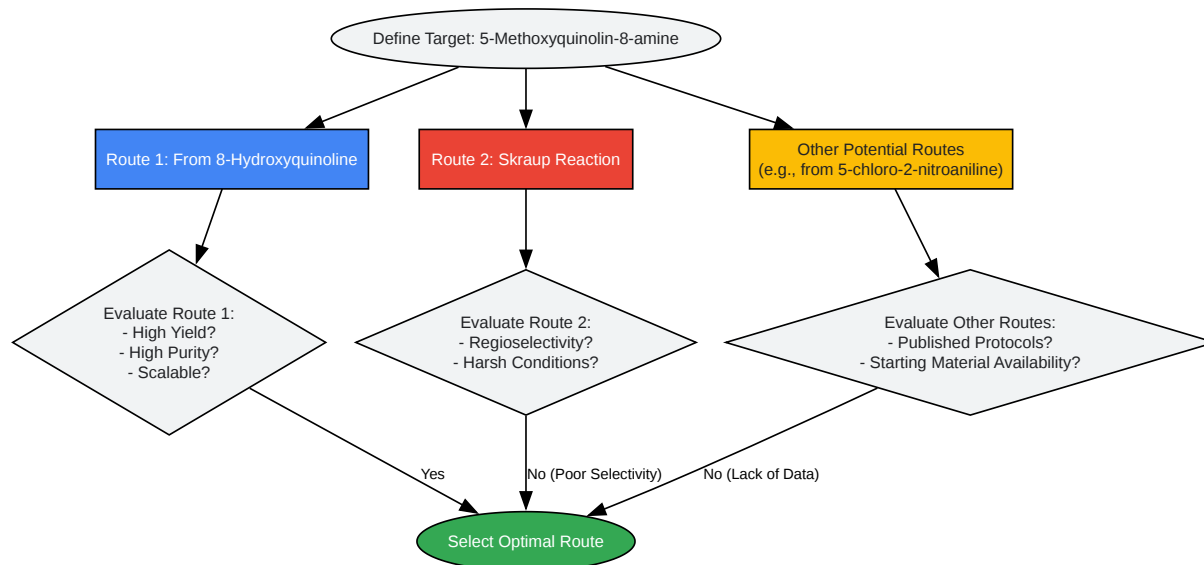 Define Target: 5-Methoxyquinolin-8-amine
Route 1: From 8-Hydroxyquinoline
Route 2: Skraup Reaction
Other Potential Routes
(e.g., from 5-chloro-2-nitroaniline)
Evaluate Route 1:
- High Yield?
- High Purity?
- Scalable?
Evaluate Route 2:
- Regioselectivity?
- Harsh Conditions?
Evaluate Other Routes:
- Published Protocols?
- Starting Material Availability?
Yes
No (Poor Selectivity)
No (Lack of Data)
Select Optimal Route